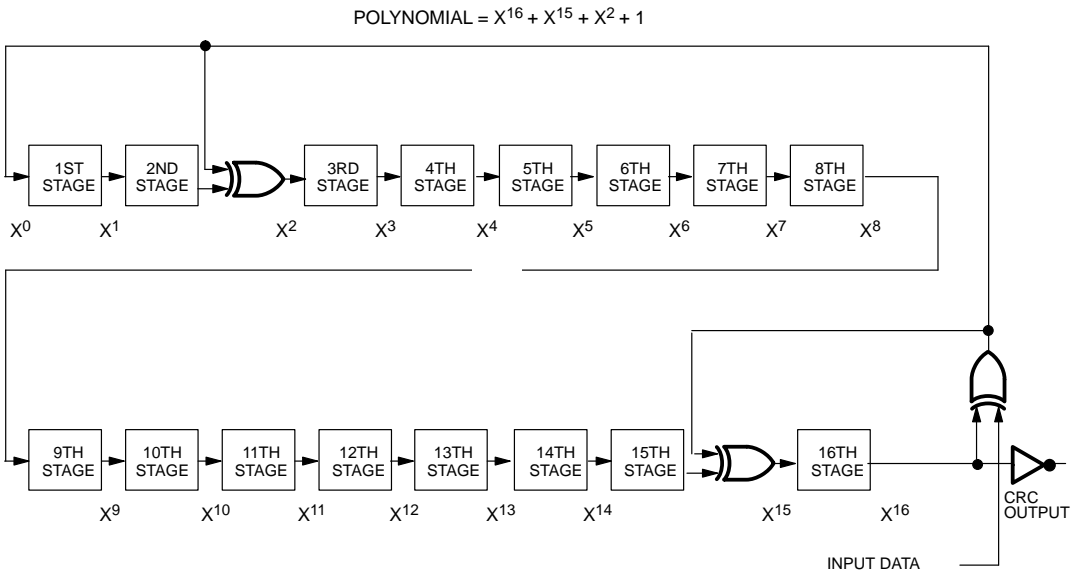 POLYNOMIAL = X16 + X15 + X2 + 1
1ST
STAGE
2ND
STAGE
3RD
STAGE
4TH
STAGE
5TH
STAGE
6TH
STAGE
7TH
STAGE
8TH
STAGE
X0
X1
X2
X3
X4
X5
X6
X7
X8
9TH
STAGE
10TH
STAGE
11TH
STAGE
12TH
STAGE
13TH
STAGE
14TH
STAGE
15TH
STAGE
16TH
STAGE
X9
X10
X11
X12
X13
X14
X15
X16
CRC
OUTPUT
INPUT DATA